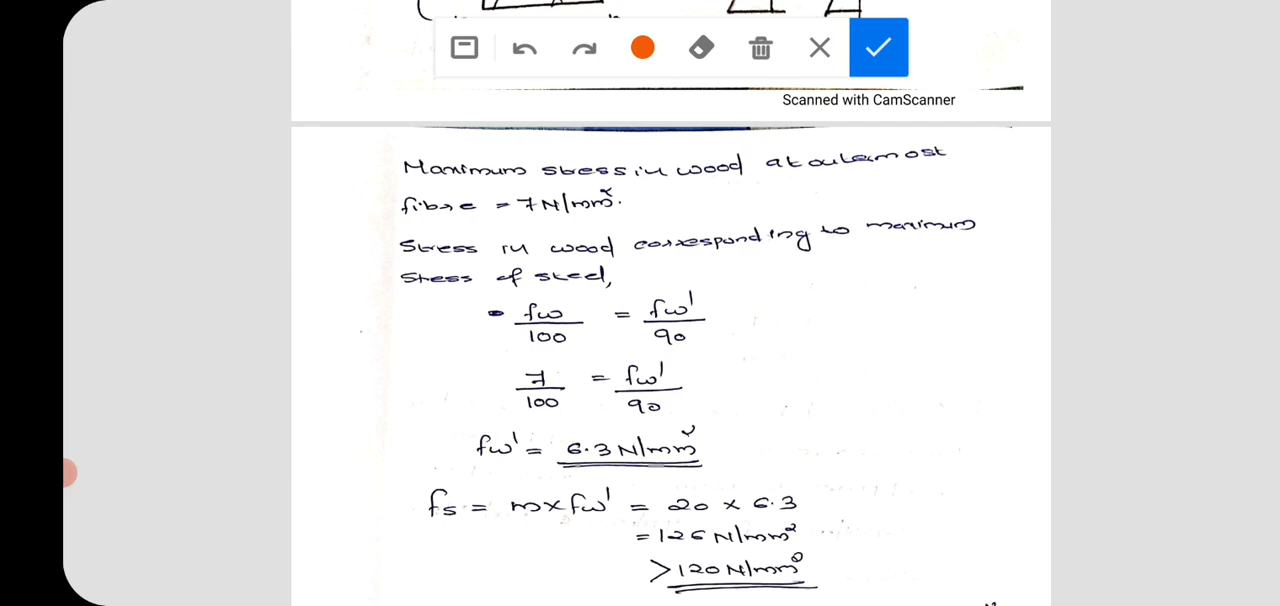 Scanned with CamScanner
Maximum stress in wood at outermost
fibre = 7 N/mm².
Stress in wood corresponding to maximum
stress of steel,
fw/100 = fw'/90
7/100 = fw'/90
fw' = 6.3 N/mm²
fs = m x fw' = 20 x 6.3
= 126 N/mm²
> 120 N/mm²